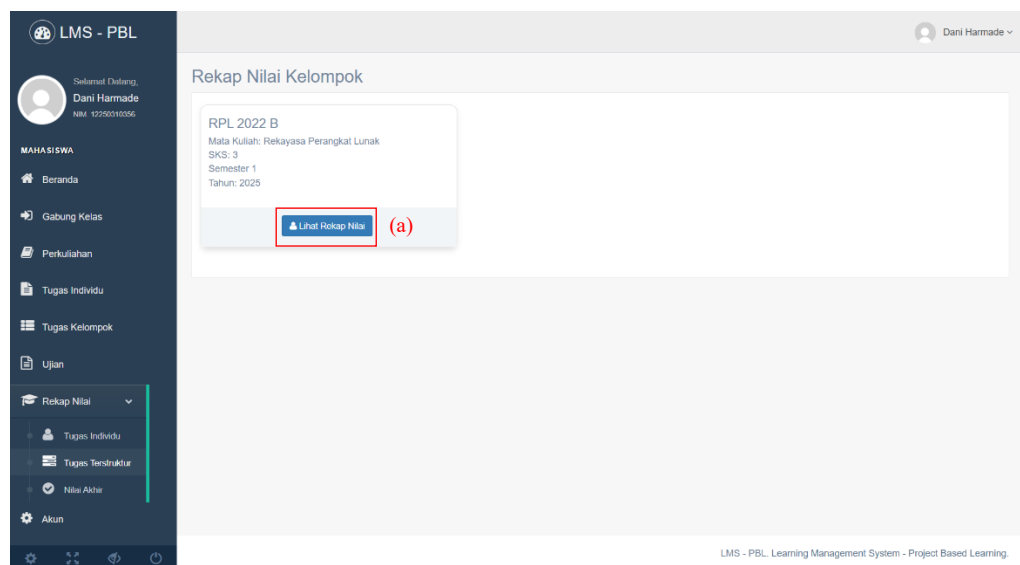 LMS - PBL
Dani Harmade
Selamat Datang,
Dani Harmade
NIM. 12250310356
MAHASISWA
Beranda
Gabung Kelas
Perkuliahan
Tugas Individu
Tugas Kelompok
Ujian
Rekap Nilai
Tugas Individu
Tugas Terstruktur
Nilai Akhir
Akun
Rekap Nilai Kelompok
RPL 2022 B
Mata Kuliah: Rekayasa Perangkat Lunak
SKS: 3
Semester 1
Tahun: 2025
Lihat Rekap Nilai (a)
LMS - PBL. Learning Management System - Project Based Learning.